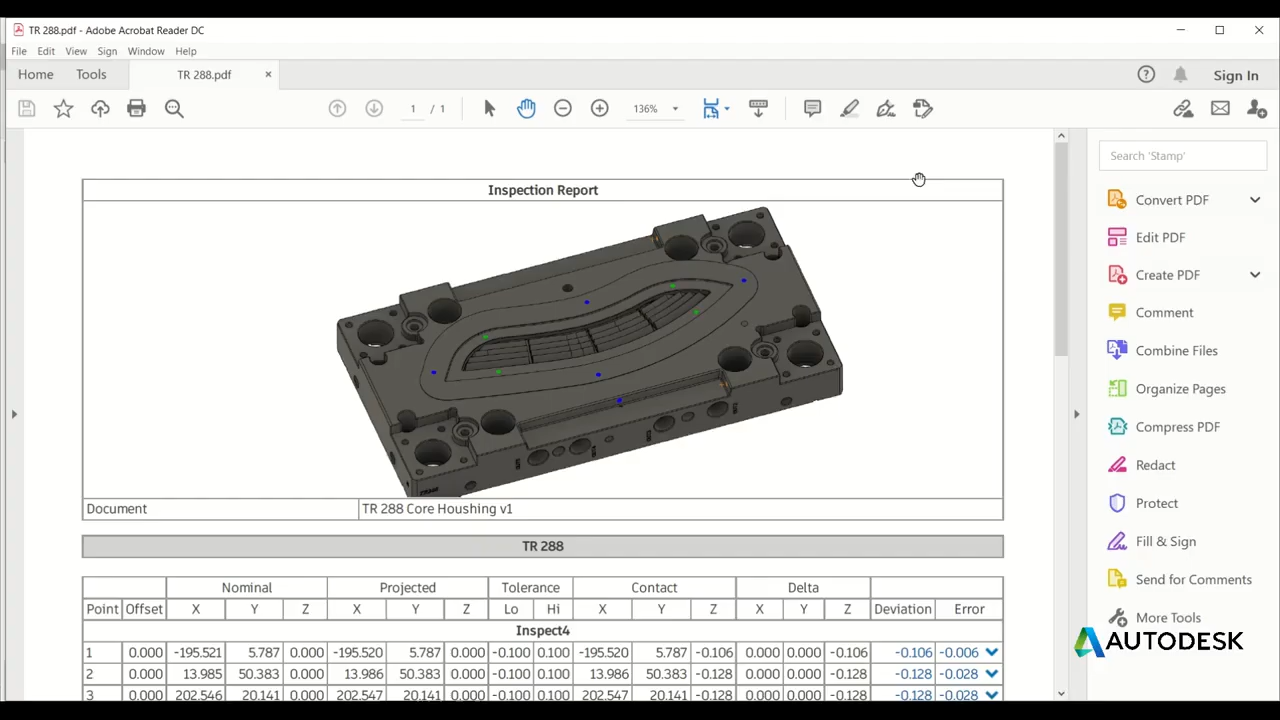 TR 288.pdf - Adobe Acrobat Reader DC
File Edit View Sign Window Help
Home Tools TR 288.pdf × Sign In
1 / 1 136%
Search 'Stamp'
Convert PDF
Edit PDF
Create PDF
Comment
Combine Files
Organize Pages
Compress PDF
Redact
Protect
Fill & Sign
Send for Comments
More Tools
AUTODESK
Inspection Report
Document TR 288 Core Houshing v1
TR 288
Nominal Projected Tolerance Contact Delta
Point Offset X Y Z X Y Z Lo Hi X Y Z X Y Z Deviation Error
Inspect4
1 0.000 -195.521 5.787 0.000 -195.520 5.787 0.000 -0.100 0.100 -195.520 5.787 -0.106 0.000 0.000 -0.106 -0.106 -0.006
2 0.000 13.985 50.383 0.000 13.986 50.383 0.000 -0.100 0.100 13.986 50.383 -0.128 0.000 0.000 -0.128 -0.128 -0.028
3 0.000 202.546 20.141 0.000 202.547 20.141 0.000 -0.100 0.100 202.547 20.141 -0.128 0.000 0.000 -0.128 -0.128 -0.028